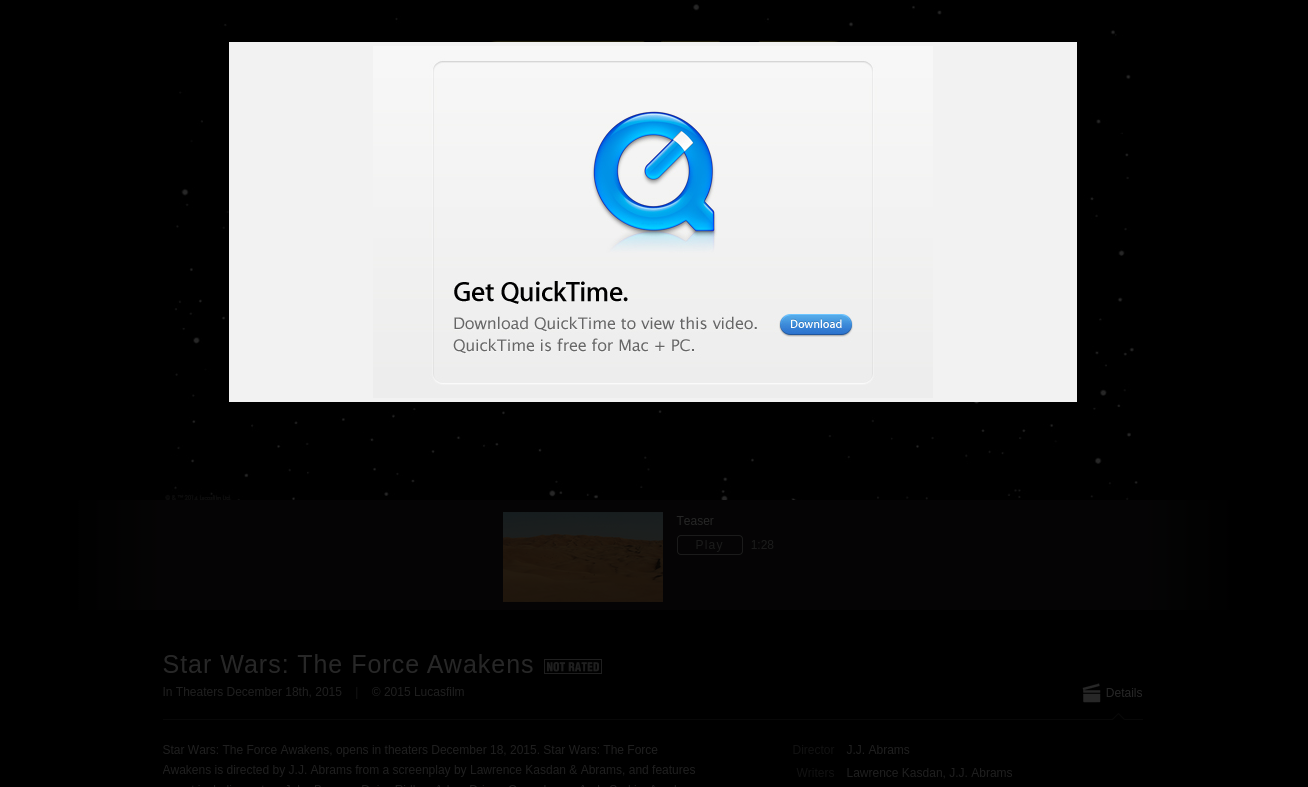 Get QuickTime.
Download QuickTime to view this video.
QuickTime is free for Mac + PC.
Download
Teaser
Play 1:28
Star Wars: The Force Awakens NOT RATED
In Theaters December 18th, 2015 | © 2015 Lucasfilm
Details
Star Wars: The Force Awakens, opens in theaters December 18, 2015. Star Wars: The Force
Awakens is directed by J.J. Abrams from a screenplay by Lawrence Kasdan & Abrams, and features
Director J.J. Abrams
Writers Lawrence Kasdan, J.J. Abrams